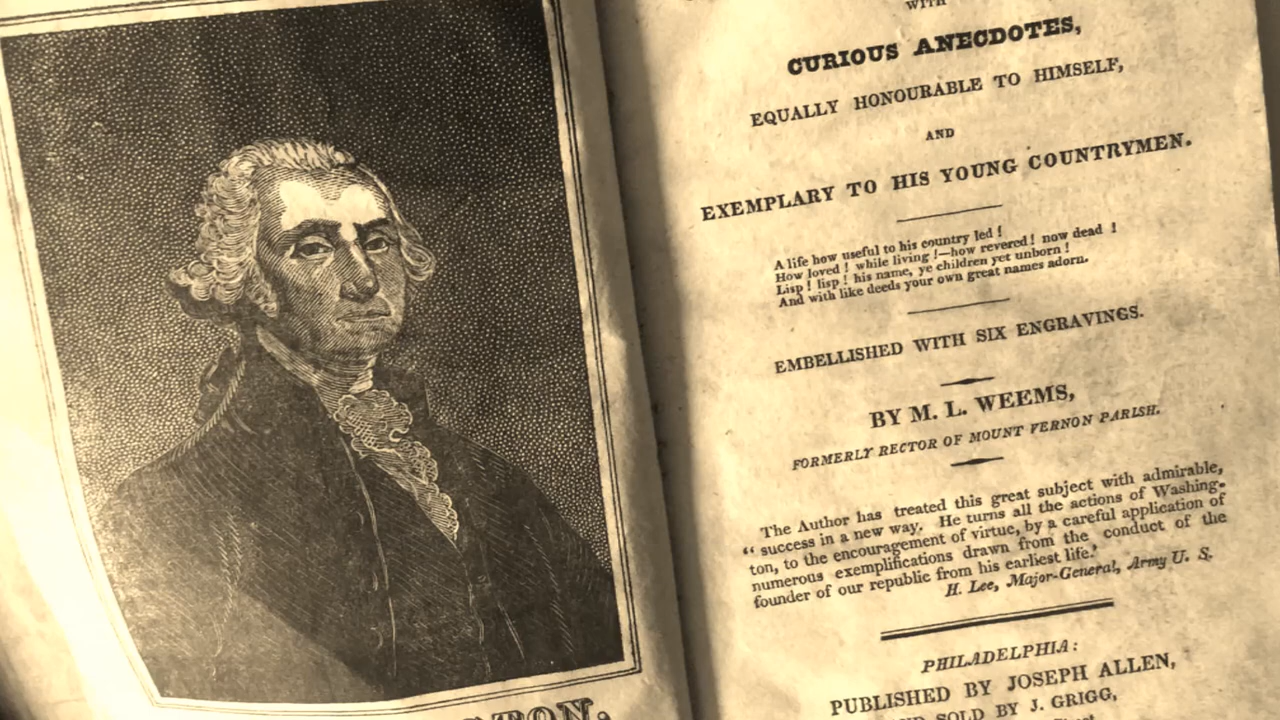 WITH
CURIOUS ANECDOTES,
EQUALLY HONOURABLE TO HIMSELF,
AND
EXEMPLARY TO HIS YOUNG COUNTRYMEN.
A life how useful to his country led !
How loved ! while living !—how revered ! now dead !
Lisp ! lisp ! his name, ye children yet unborn !
And with like deeds your own great names adorn.
EMBELLISHED WITH SIX ENGRAVINGS.
BY M. L. WEEMS,
FORMERLY RECTOR OF MOUNT VERNON PARISH.
The Author has treated this great subject with admirable,
“ success in a new way. He turns all the actions of Washing-
ton, to the encouragement of virtue, by a careful application of
numerous exemplifications drawn from the conduct of the
founder of our republic from his earliest life.’
H. Lee, Major-General, Army U. S.
PHILADELPHIA:
PUBLISHED BY JOSEPH ALLEN,
SOLD BY J. GRIGG,